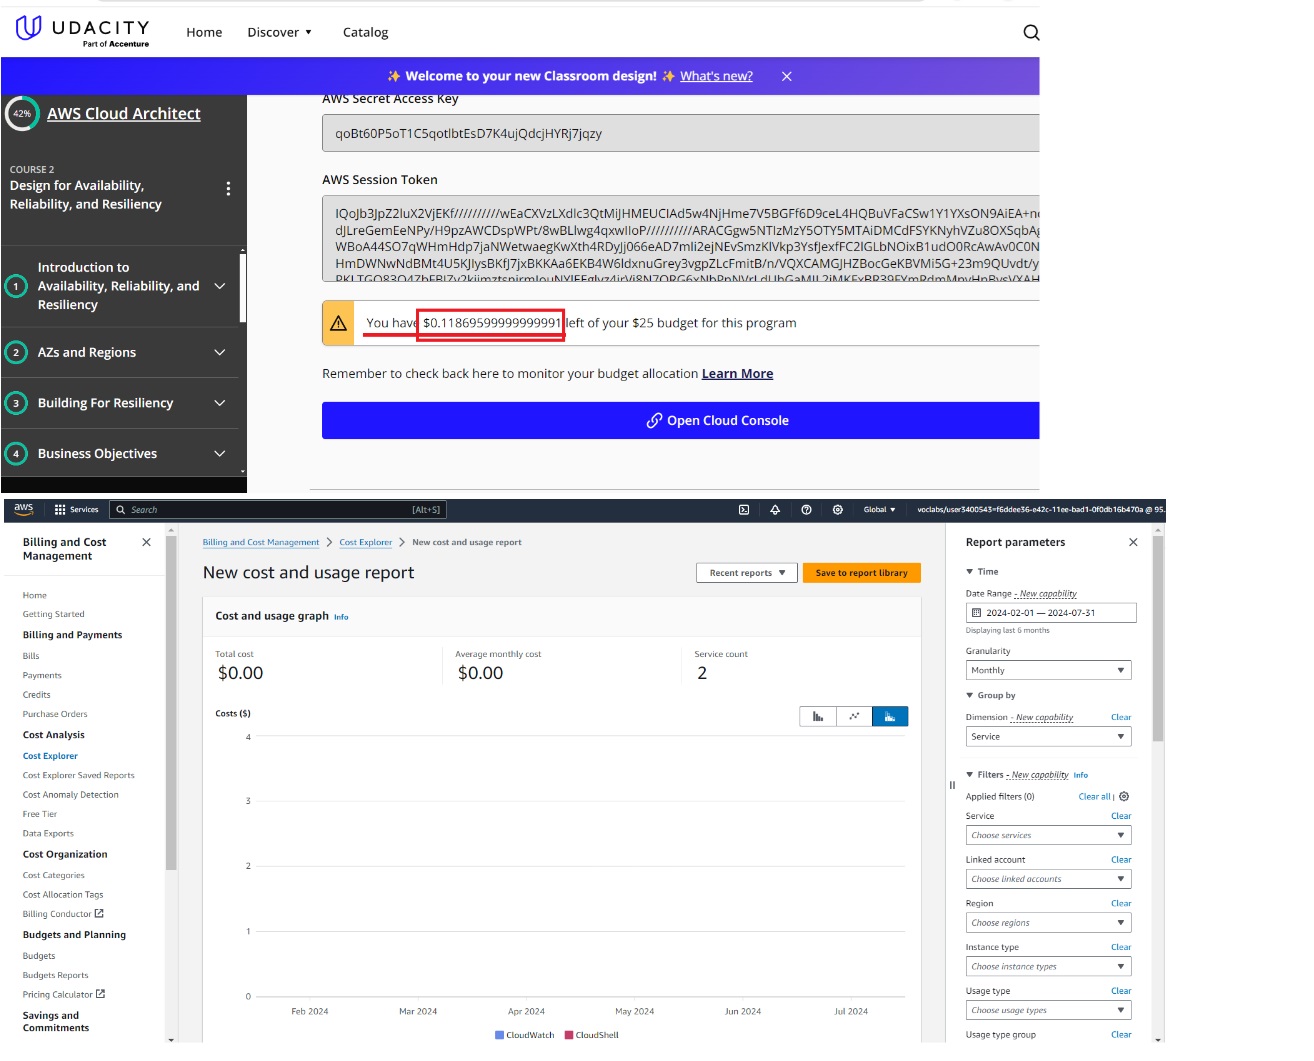 UDACITY
Part of Accenture
Home
Discover
Catalog
Welcome to your new Classroom design!
What's new?
42%
AWS Cloud Architect
COURSE 2
Design for Availability,
Reliability, and Resiliency
1
Introduction to
Availability, Reliability, and
Resiliency
2
AZs and Regions
3
Building For Resiliency
4
Business Objectives
AWS Secret Access Key
AWS Session Token
You have $0.11869599999999991 left of your $25 budget for this program
Remember to check back here to monitor your budget allocation Learn More
Open Cloud Console
aws
Services
Search
[Alt+S]
Global
voclabs/user3400543=f6ddee36-e42c-11ee-bad1-0f0db16b470a @ 95.
Billing and Cost
Management
Home
Getting Started
Billing and Payments
Bills
Payments
Credits
Purchase Orders
Cost Analysis
Cost Explorer
Cost Explorer Saved Reports
Cost Anomaly Detection
Free Tier
Data Exports
Cost Organization
Cost Categories
Cost Allocation Tags
Billing Conductor
Budgets and Planning
Budgets
Budgets Reports
Pricing Calculator
Savings and
Commitments
Billing and Cost Management > Cost Explorer > New cost and usage report
New cost and usage report
Recent reports
Save to report library
Cost and usage graph Info
Total cost
$0.00
Average monthly cost
$0.00
Service count
2
Costs ($)
4
3
2
1
0
Feb 2024
Mar 2024
Apr 2024
May 2024
Jun 2024
Jul 2024
CloudWatch
CloudShell
Report parameters
Time
Date Range - New capability
2024-02-01 — 2024-07-31
Displaying last 6 months
Granularity
Monthly
Group by
Dimension - New capability
Clear
Service
Filters - New capability Info
Applied filters (0)
Clear all |
Service
Clear
Choose services
Linked account
Clear
Choose linked accounts
Region
Clear
Choose regions
Instance type
Clear
Choose instance types
Usage type
Clear
Choose usage types
Usage type group
Clear